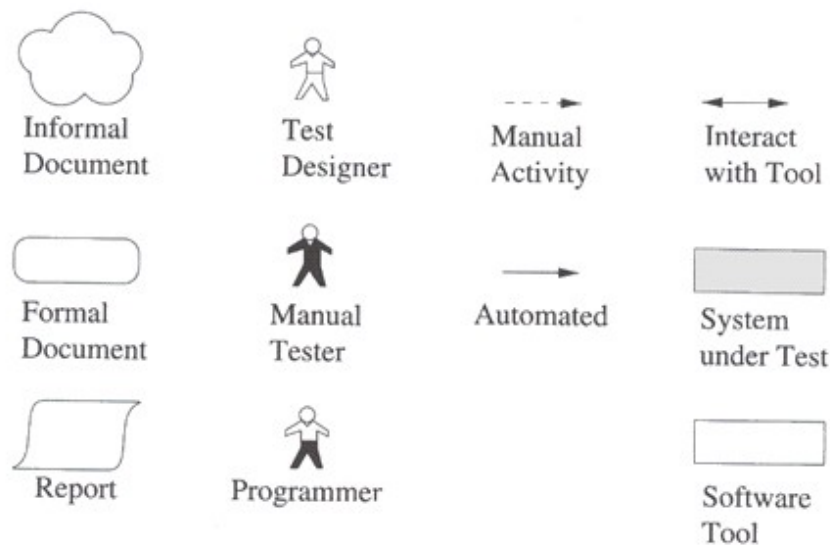 Informal
Document
Test
Designer
Manual
Activity
Interact
with Tool
Formal
Document
Manual
Tester
Automated
System
under Test
Report
Programmer
Software
Tool